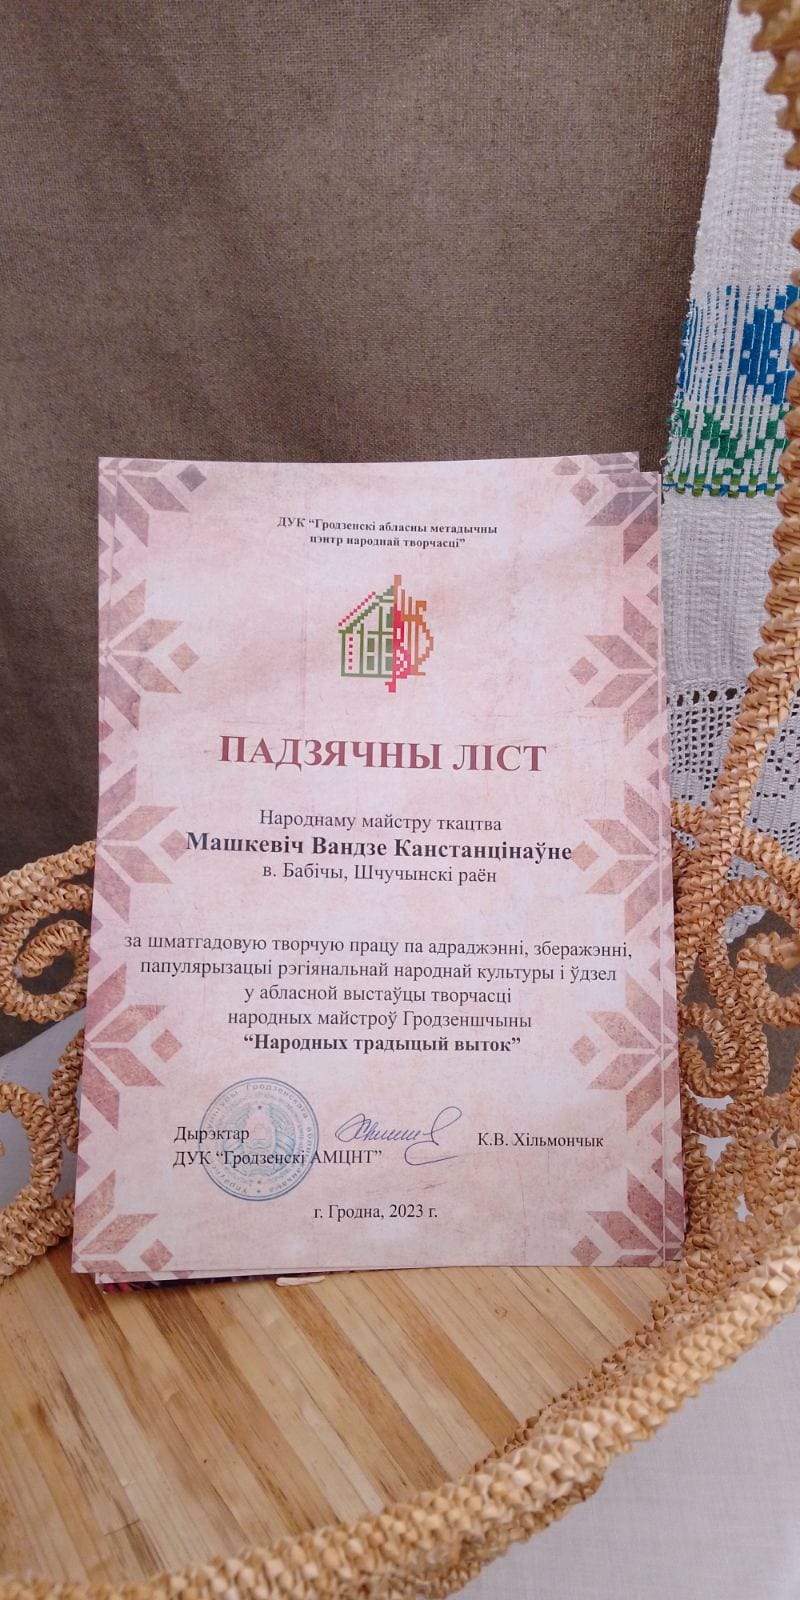 ДУК “Гродзенскі абласны метадычны
цэнтр народнай творчасці”
ПАДЗЯЧНЫ ЛІСТ
Народнаму майстру ткацтва
Машкевіч Вандзе Канстанцінаўне
в. Бабічы, Шчучынскі раён
за шматгадовую творчую працу па адраджэнні, зберажэнні,
папулярызацыі рэгіянальнай народнай культуры і ўдзел
у абласной выстаўцы творчасці
народных майстроў Гродзеншчыны
“Народных традыцый выток”
Дырэктар
К.В. Хільмончык
ДУК “Гродзенскі АМЦНТ”
г. Гродна, 2023 г.